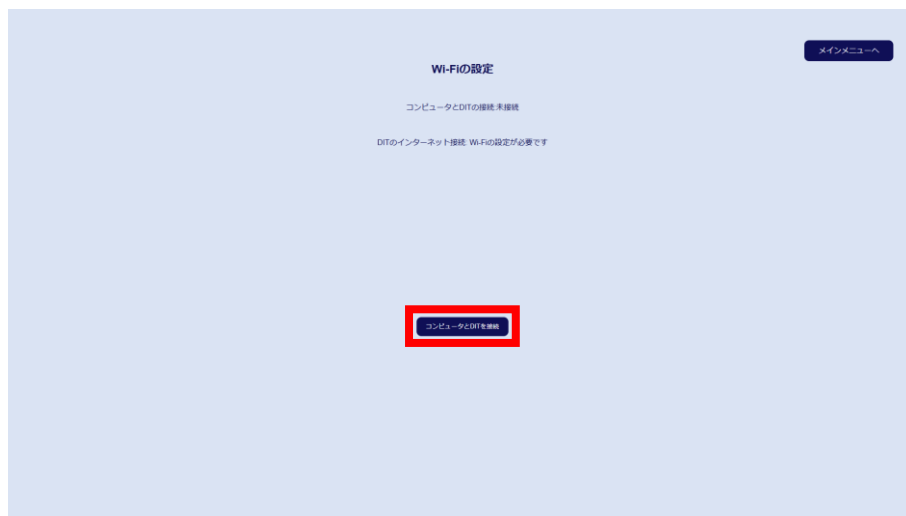 メインメニューへ
Wi-Fiの設定
コンピュータとDITの接続:未接続
DITのインターネット接続: Wi-Fiの設定が必要です
コンピュータとDITを接続